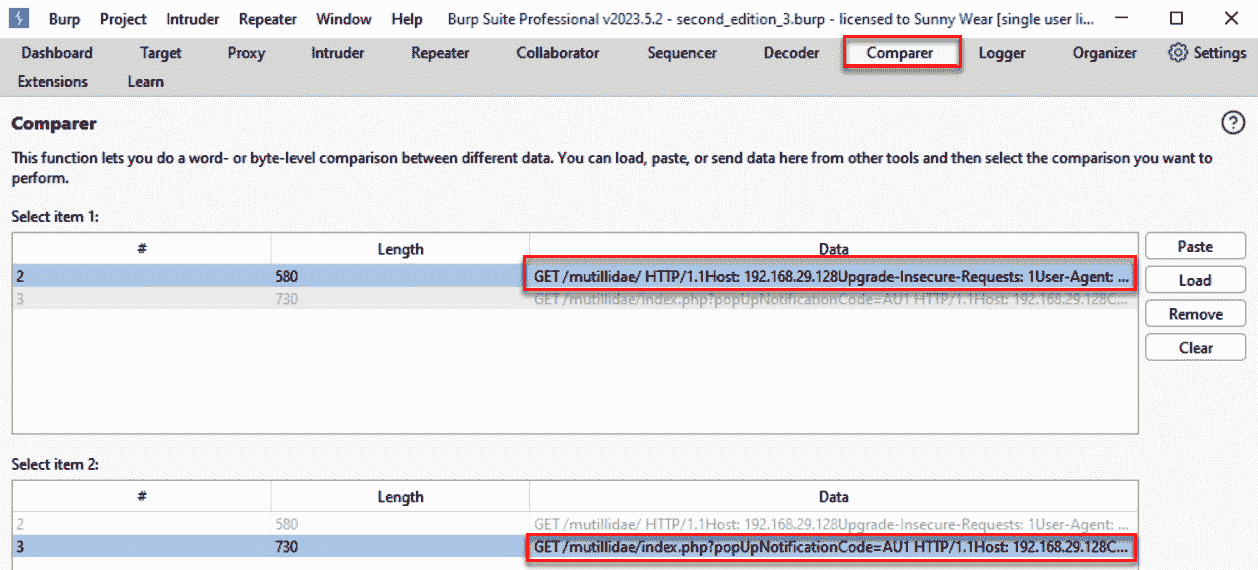 Burp Project Intruder Repeater Window Help Burp Suite Professional v2023.5.2 - second_edition_3.burp - licensed to Sunny Wear [single user li...
Dashboard Target Proxy Intruder Repeater Collaborator Sequencer Decoder Comparer Logger Organizer Settings
Extensions Learn
Comparer
?
This function lets you do a word- or byte-level comparison between different data. You can load, paste, or send data here from other tools and then select the comparison you want to
perform.
Select item 1:
# Length Data
2 580 GET /mutillidae/ HTTP/1.1Host: 192.168.29.128Upgrade-Insecure-Requests: 1User-Agent: ...
3 730 GET /mutillidae/index.php?popUpNotificationCode=AU1 HTTP/1.1Host: 192.168.29.128C...
Paste
Load
Remove
Clear
Select item 2:
# Length Data
2 580 GET /mutillidae/ HTTP/1.1Host: 192.168.29.128Upgrade-Insecure-Requests: 1User-Agent: ...
3 730 GET /mutillidae/index.php?popUpNotificationCode=AU1 HTTP/1.1Host: 192.168.29.128C...